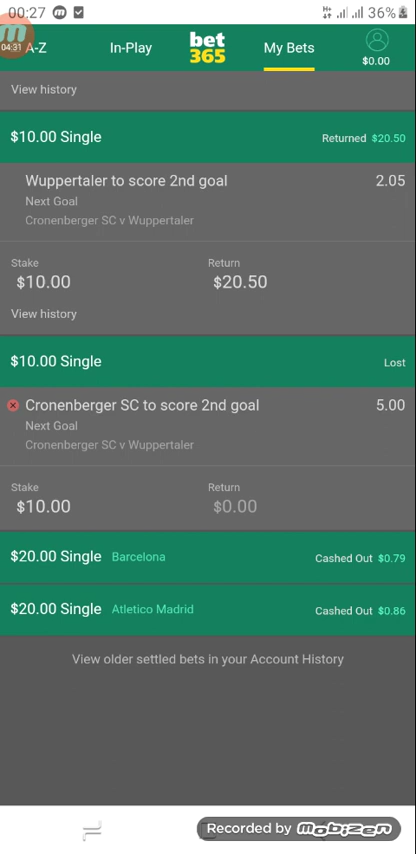 00:27 m 36%
04:31 A-Z In-Play bet365 My Bets $0.00
View history
$10.00 Single Returned $20.50
Wuppertaler to score 2nd goal 2.05
Next Goal
Cronenberger SC v Wuppertaler
Stake Return
$10.00 $20.50
View history
$10.00 Single Lost
Cronenberger SC to score 2nd goal 5.00
Next Goal
Cronenberger SC v Wuppertaler
Stake Return
$10.00 $0.00
$20.00 Single Barcelona Cashed Out $0.79
$20.00 Single Atletico Madrid Cashed Out $0.86
View older settled bets in your Account History
Recorded by mobizen